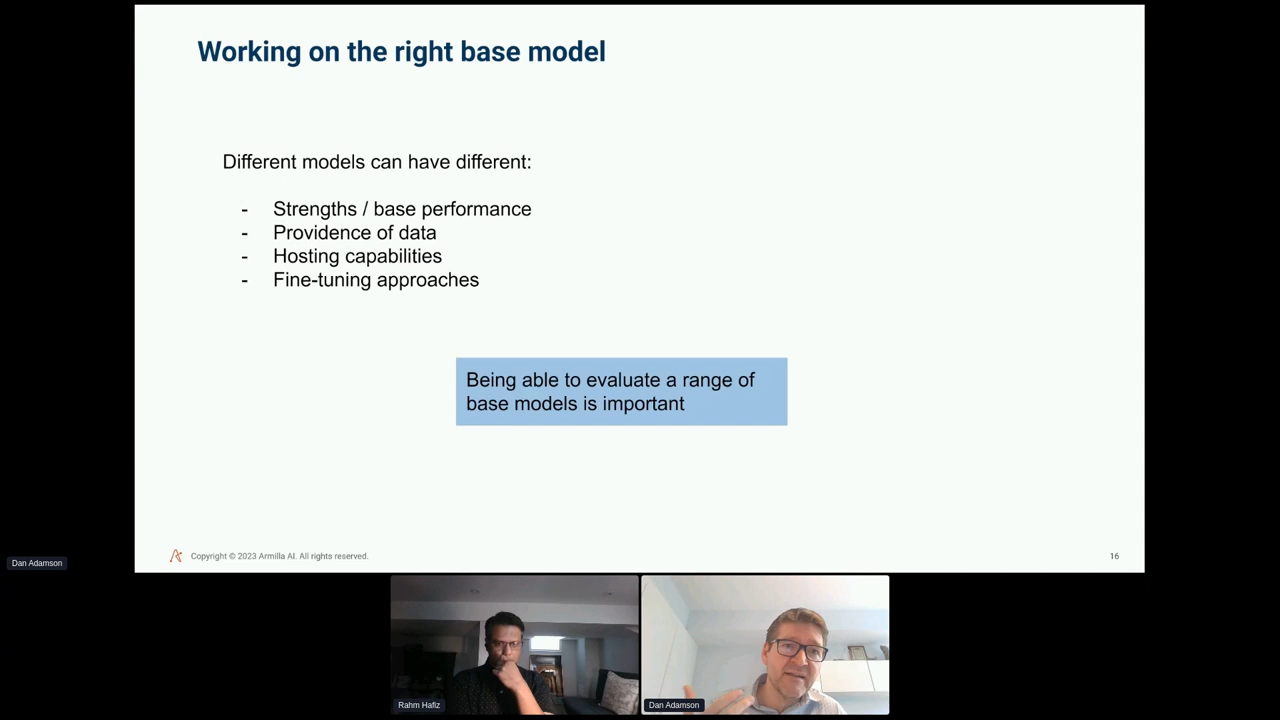 Working on the right base model
Different models can have different:
- Strengths / base performance
- Providence of data
- Hosting capabilities
- Fine-tuning approaches
Being able to evaluate a range of
base models is important
Copyright © 2023 Armilla AI. All rights reserved.
16
Dan Adamson
Rahm Hafiz
Dan Adamson